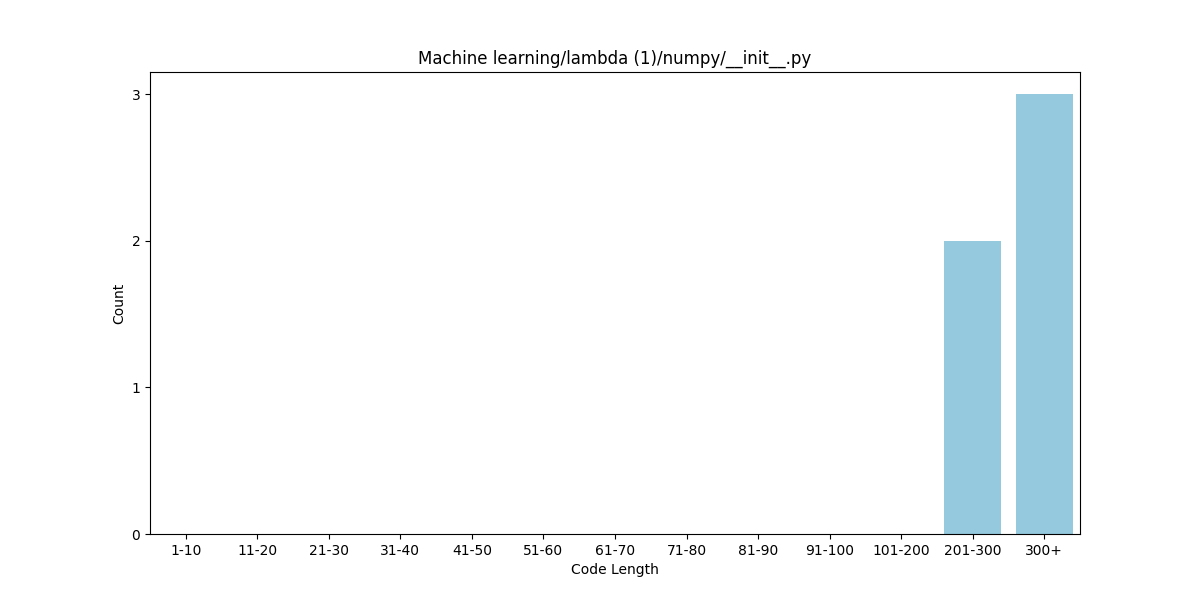 Machine learning/lambda (1)/numpy/__init__.py
3
2
1
0
Count
1-10 11-20 21-30 31-40 41-50 51-60 61-70 71-80 81-90 91-100 101-200 201-300 300+
Code Length